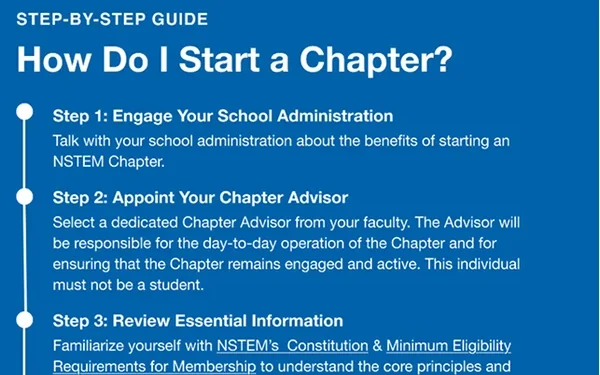 STEP-BY-STEP GUIDE
How Do I Start a Chapter?
Step 1: Engage Your School Administration
Talk with your school administration about the benefits of starting an
NSTEM Chapter.
Step 2: Appoint Your Chapter Advisor
Select a dedicated Chapter Advisor from your faculty. The Advisor will
be responsible for the day-to-day operation of the Chapter and for
ensuring that the Chapter remains engaged and active. This individual
must not be a student.
Step 3: Review Essential Information
Familiarize yourself with NSTEM's  Constitution & Minimum Eligibility
Requirements for Membership to understand the core principles and